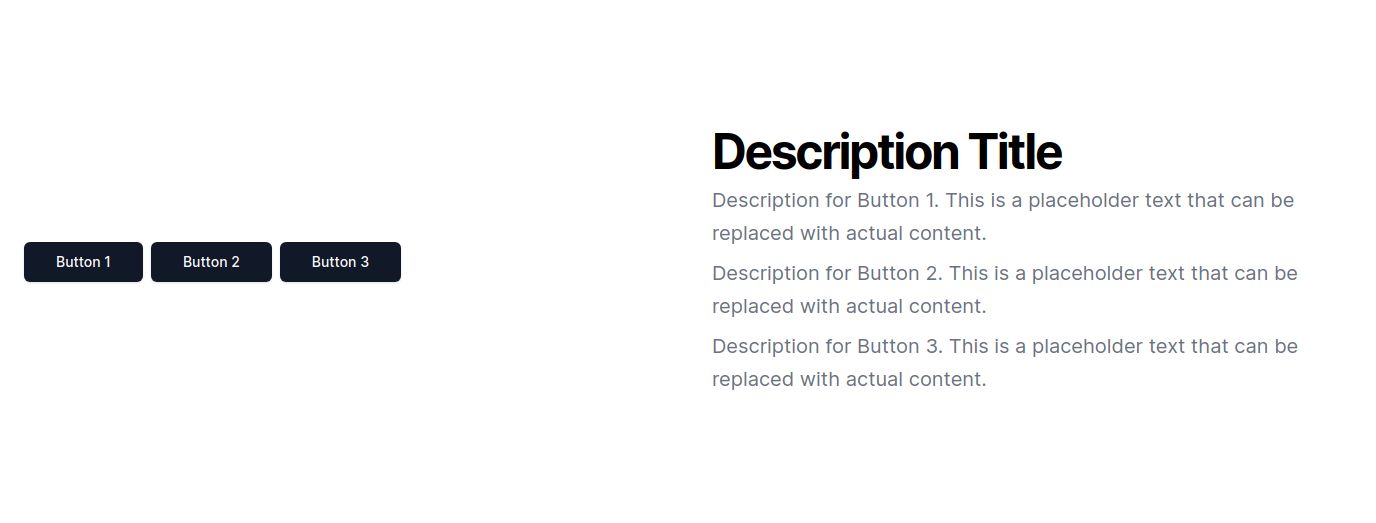 Button 1
Button 2
Button 3
Description Title
Description for Button 1. This is a placeholder text that can be
replaced with actual content.
Description for Button 2. This is a placeholder text that can be
replaced with actual content.
Description for Button 3. This is a placeholder text that can be
replaced with actual content.